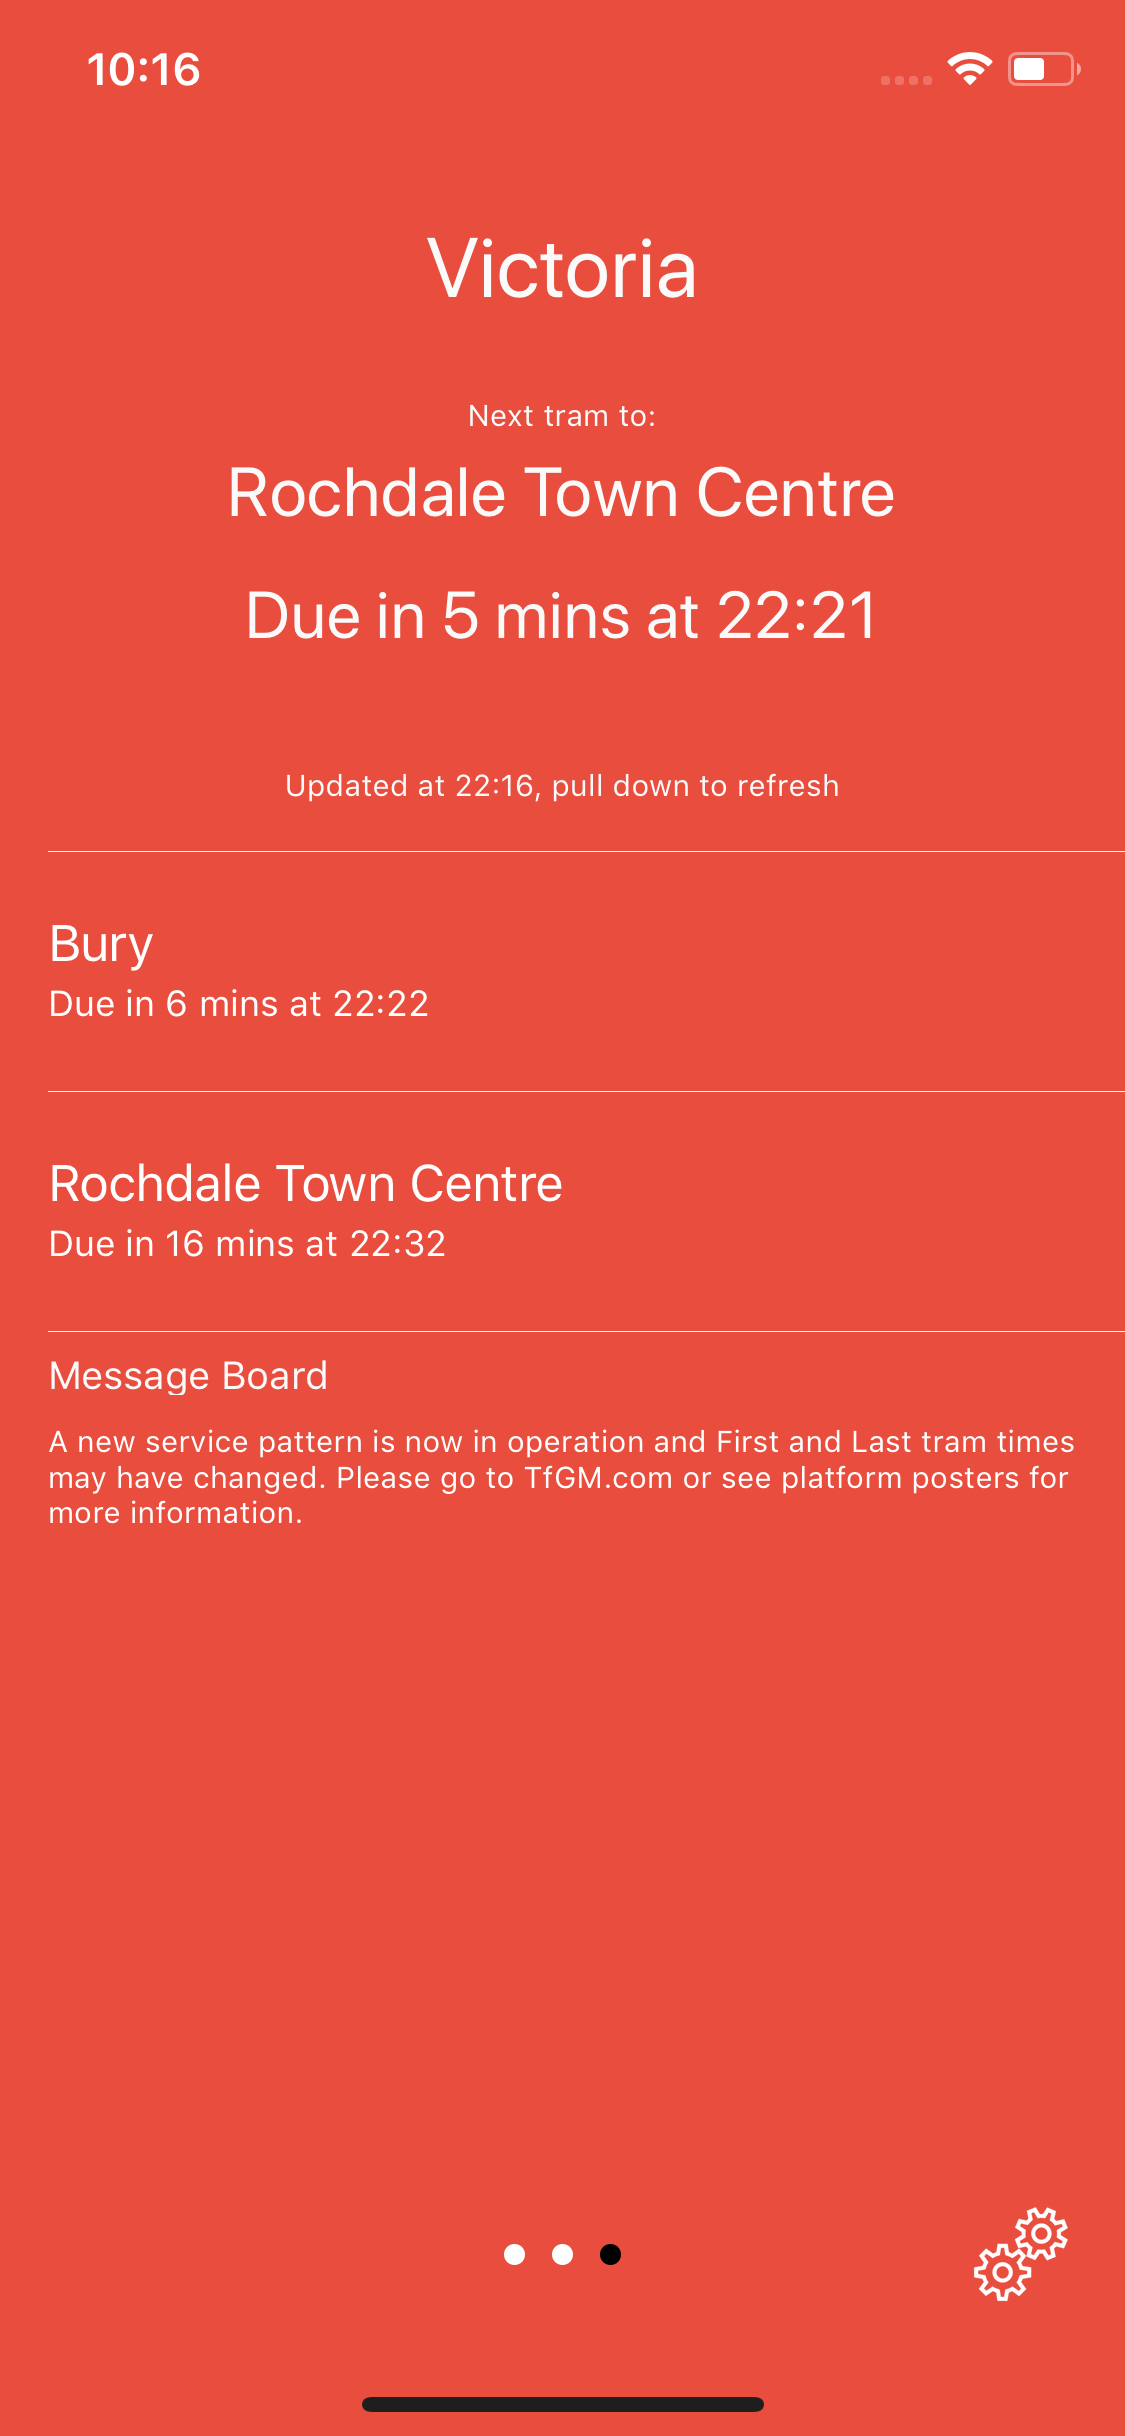 10:16
Victoria
Next tram to:
Rochdale Town Centre
Due in 5 mins at 22:21
Updated at 22:16, pull down to refresh
Bury
Due in 6 mins at 22:22
Rochdale Town Centre
Due in 16 mins at 22:32
Message Board
A new service pattern is now in operation and First and Last tram times
may have changed. Please go to TfGM.com or see platform posters for
more information.